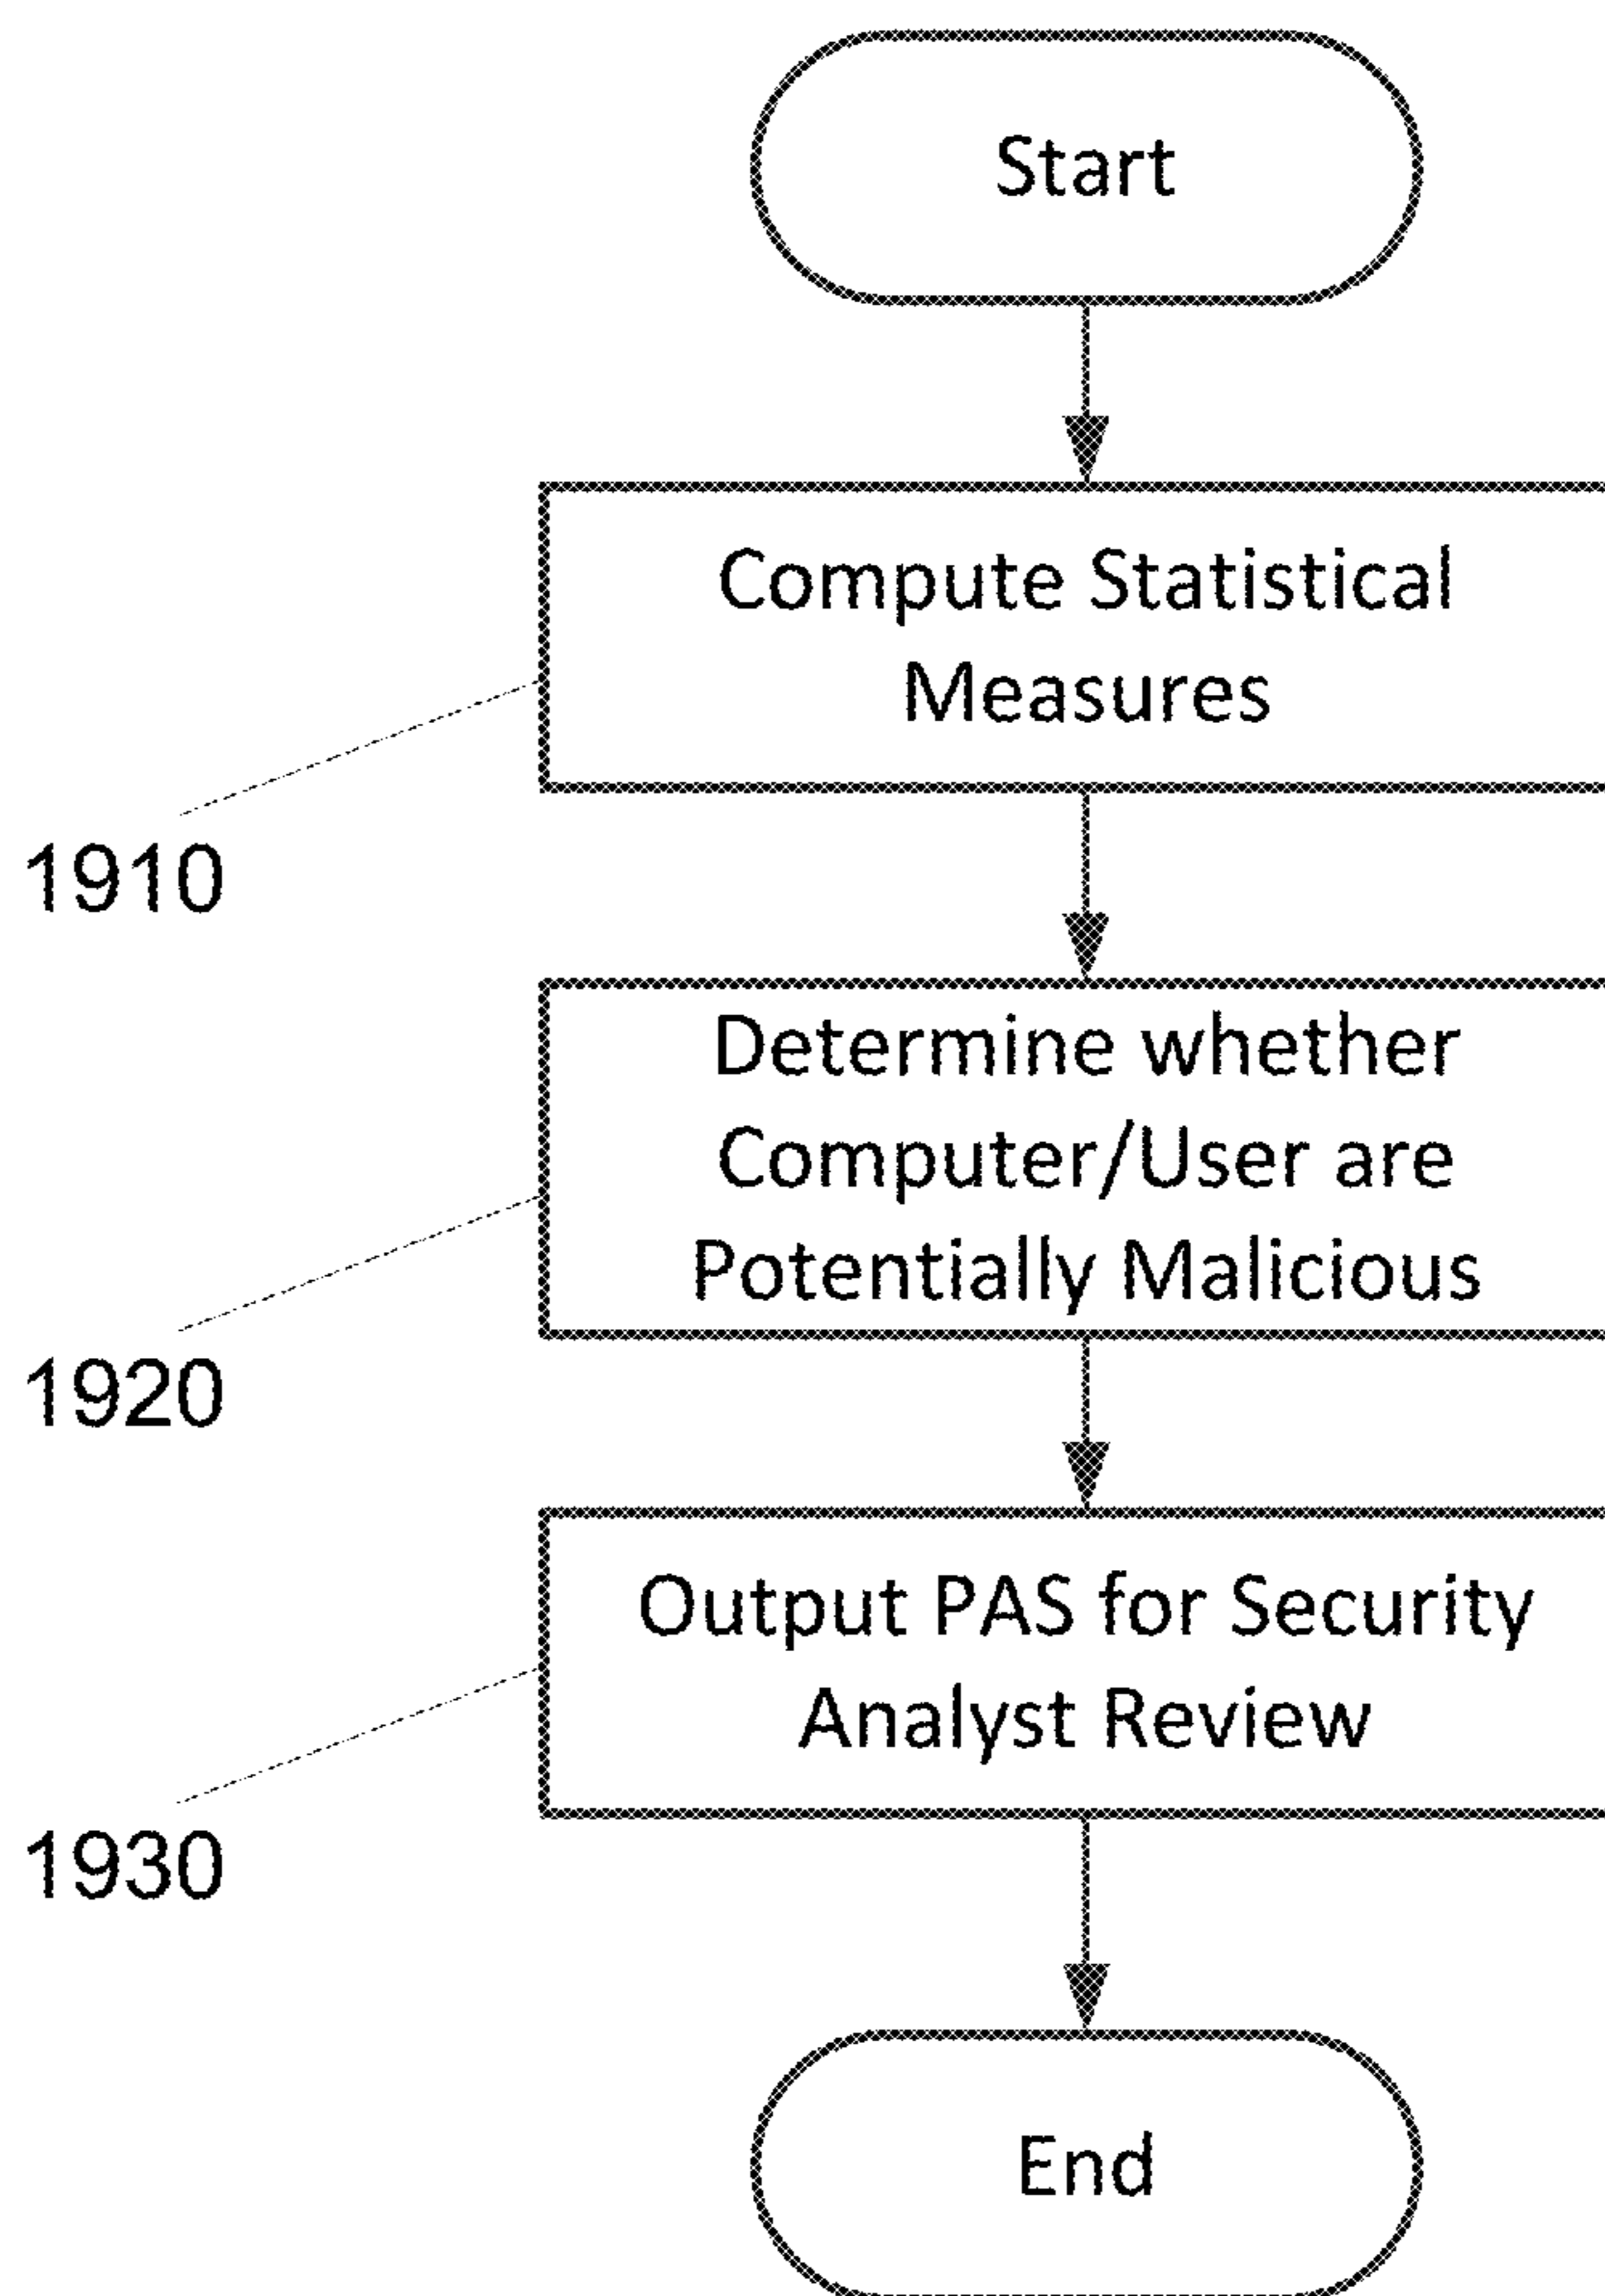 Start
Compute Statistical
Measures
1910
Determine whether
Computer/User are
Potentially Malicious
1920
Output PAS for Security
Analyst Review
1930
End